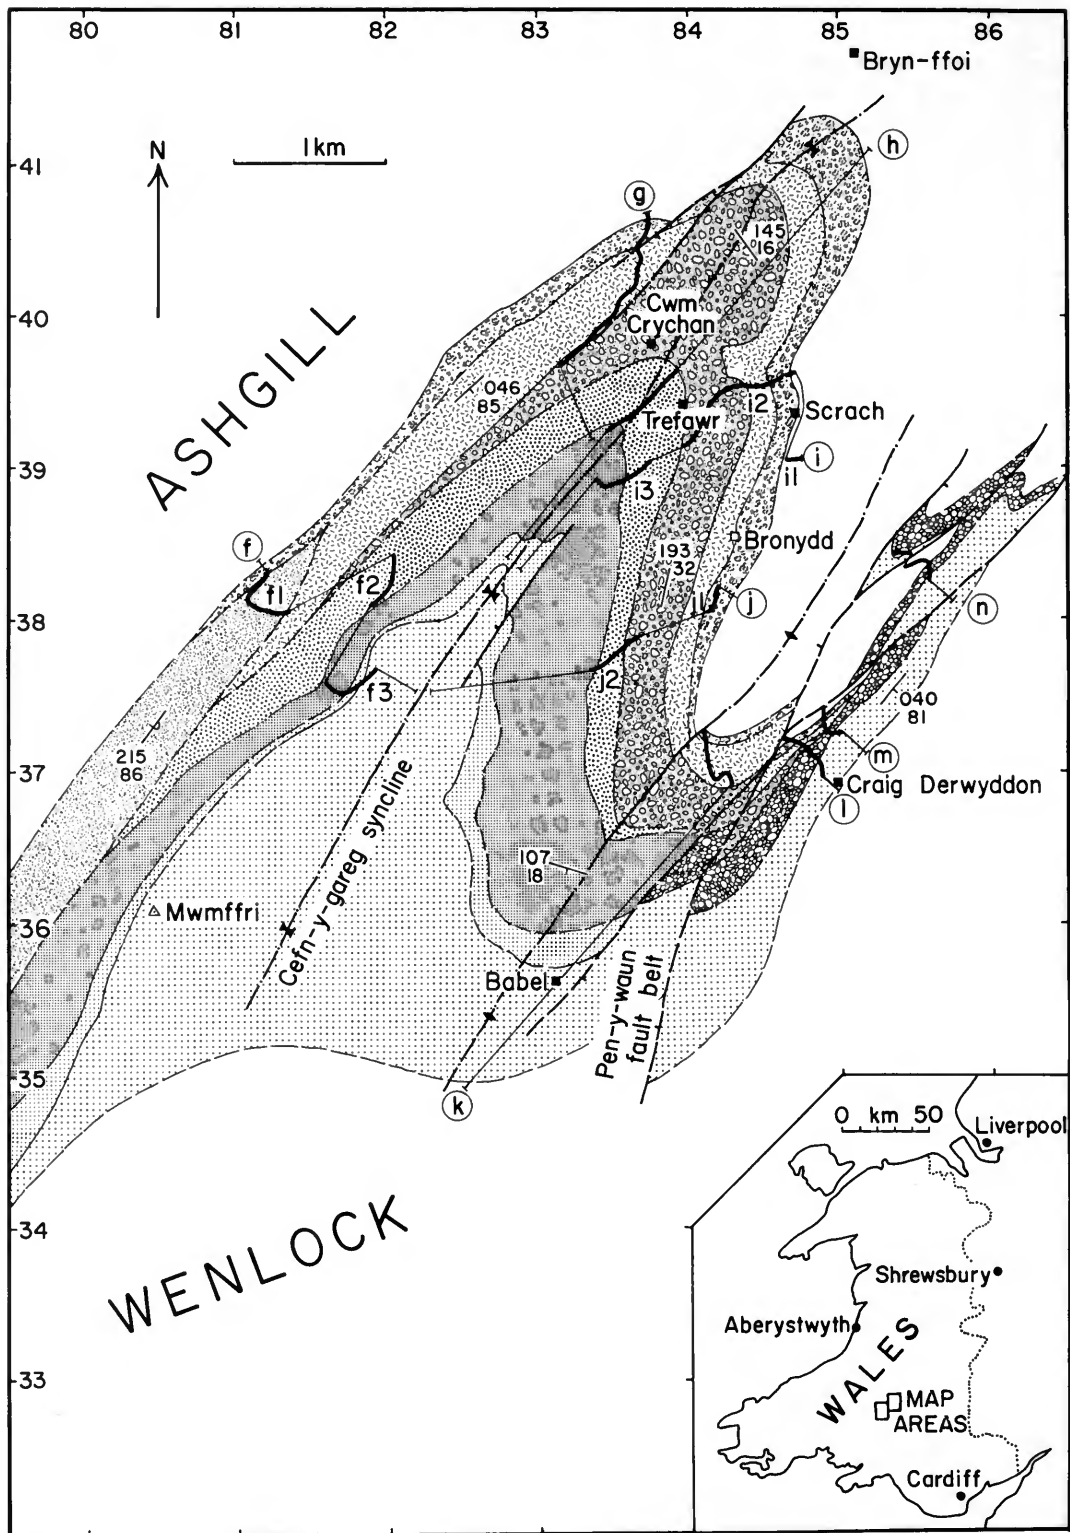 80 81 82 83 84 85 86
Bryn-ffoi
41
N
1 km
h
g
145
16
40
Cwm
Crychan
ASHGILL
046
85
Trefawr
i2
Scrach
39
i3
i
i1
f
Bronydd
193
32
f1
f2
j1
j
n
38
j2
f3
040
81
215
86
m
37
Craig Derwyddon
l
107
18
Mwmffri
36
Cefn-y-gareg syncline
Babel
Pen-y-waun
fault belt
35
k
0 km 50
Liverpool
34
WENLOCK
Shrewsbury
Aberystwyth
WALES
33
MAP
AREAS
Cardiff